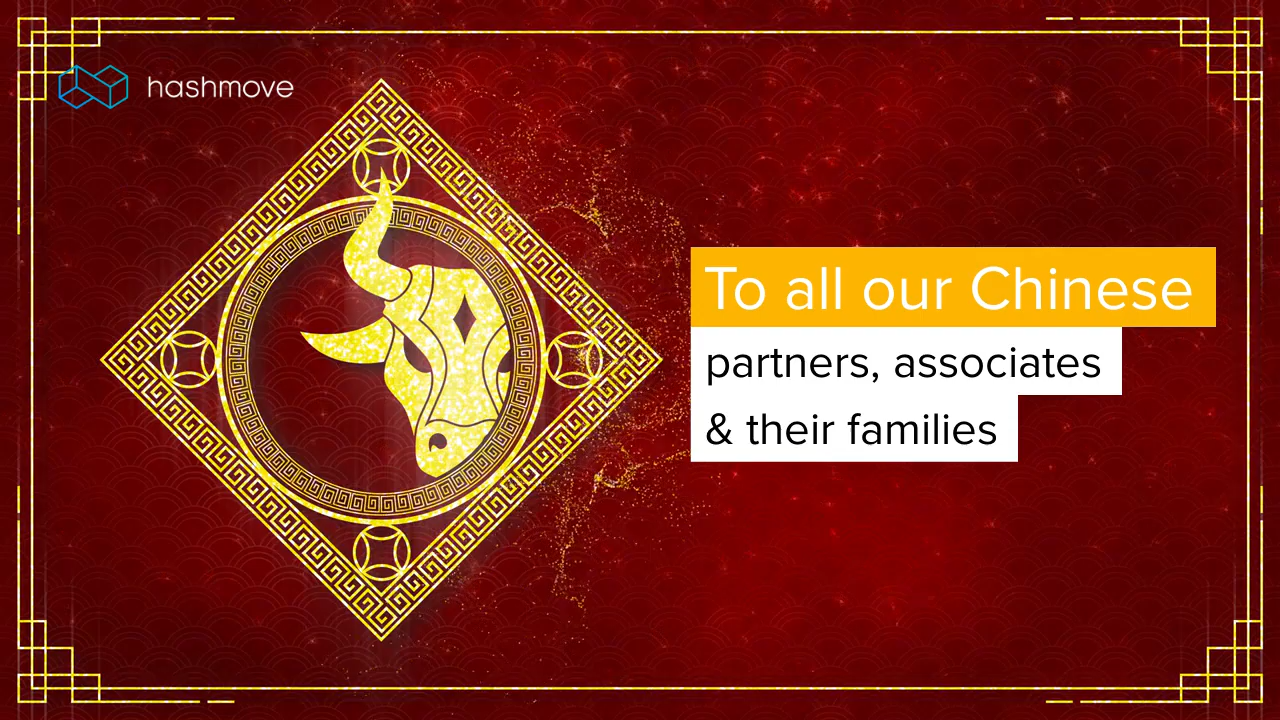 hashmove
To all our Chinese
partners, associates
& their families